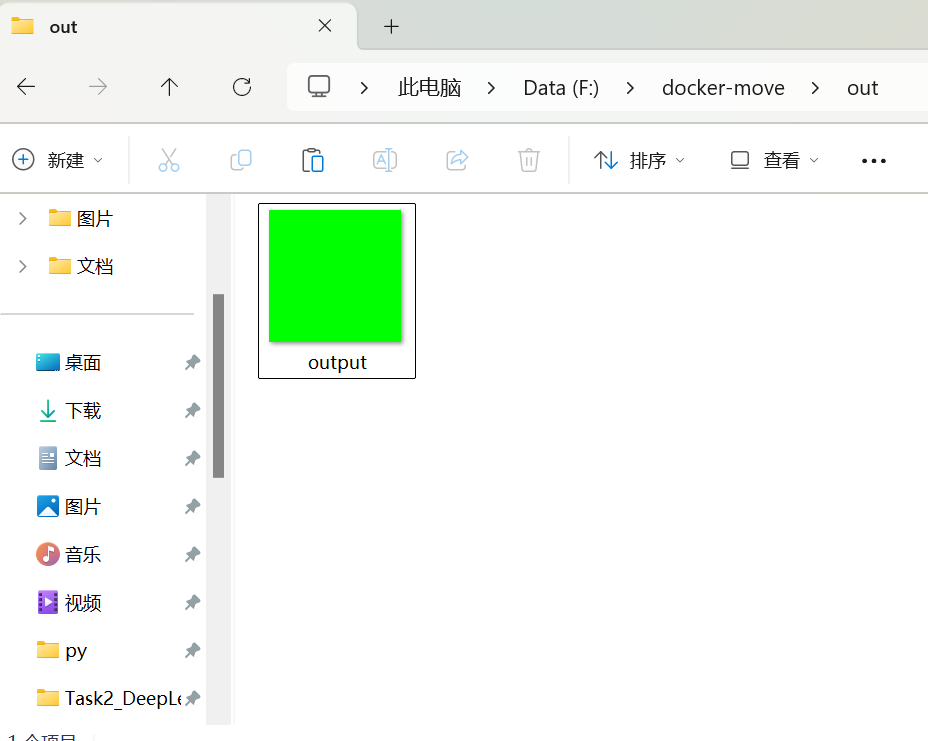 out
此电脑 > Data (F:) > docker-move > out
新建 排序 查看
图片
文档
output
桌面
下载
文档
图片
音乐
视频
py
Task2_DeepLe
1 个项目